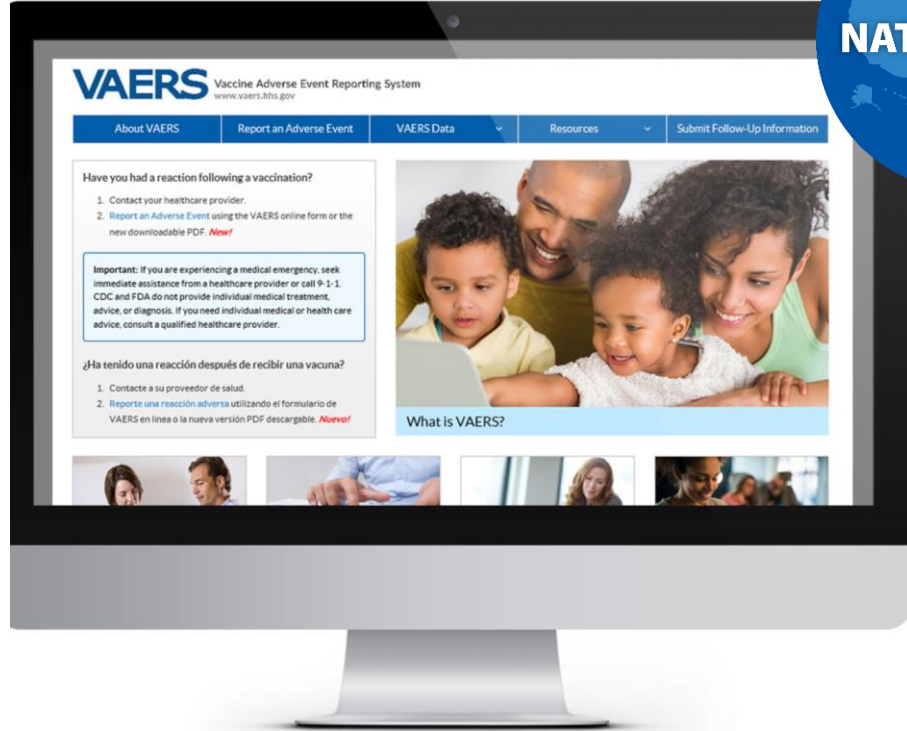 NAT
VAERS Vaccine Adverse Event Reporting System
www.vaers.hhs.gov
About VAERS Report an Adverse Event VAERS Data Resources Submit Follow-Up Information
Have you had a reaction following a vaccination?
1. Contact your healthcare provider.
2. Report an Adverse Event using the VAERS online form or the
new downloadable PDF. New!
Important: If you are experiencing a medical emergency, seek
immediate assistance from a healthcare provider or call 9-1-1.
CDC and FDA do not provide individual medical treatment,
advice, or diagnosis. If you need individual medical or health care
advice, consult a qualified healthcare provider.
¿Ha tenido una reacción después de recibir una vacuna?
1. Contacte a su proveedor de salud.
2. Reporte una reacción adversa utilizando el formulario de
VAERS en línea o la nueva versión PDF descargable. Nuevo!
What is VAERS?